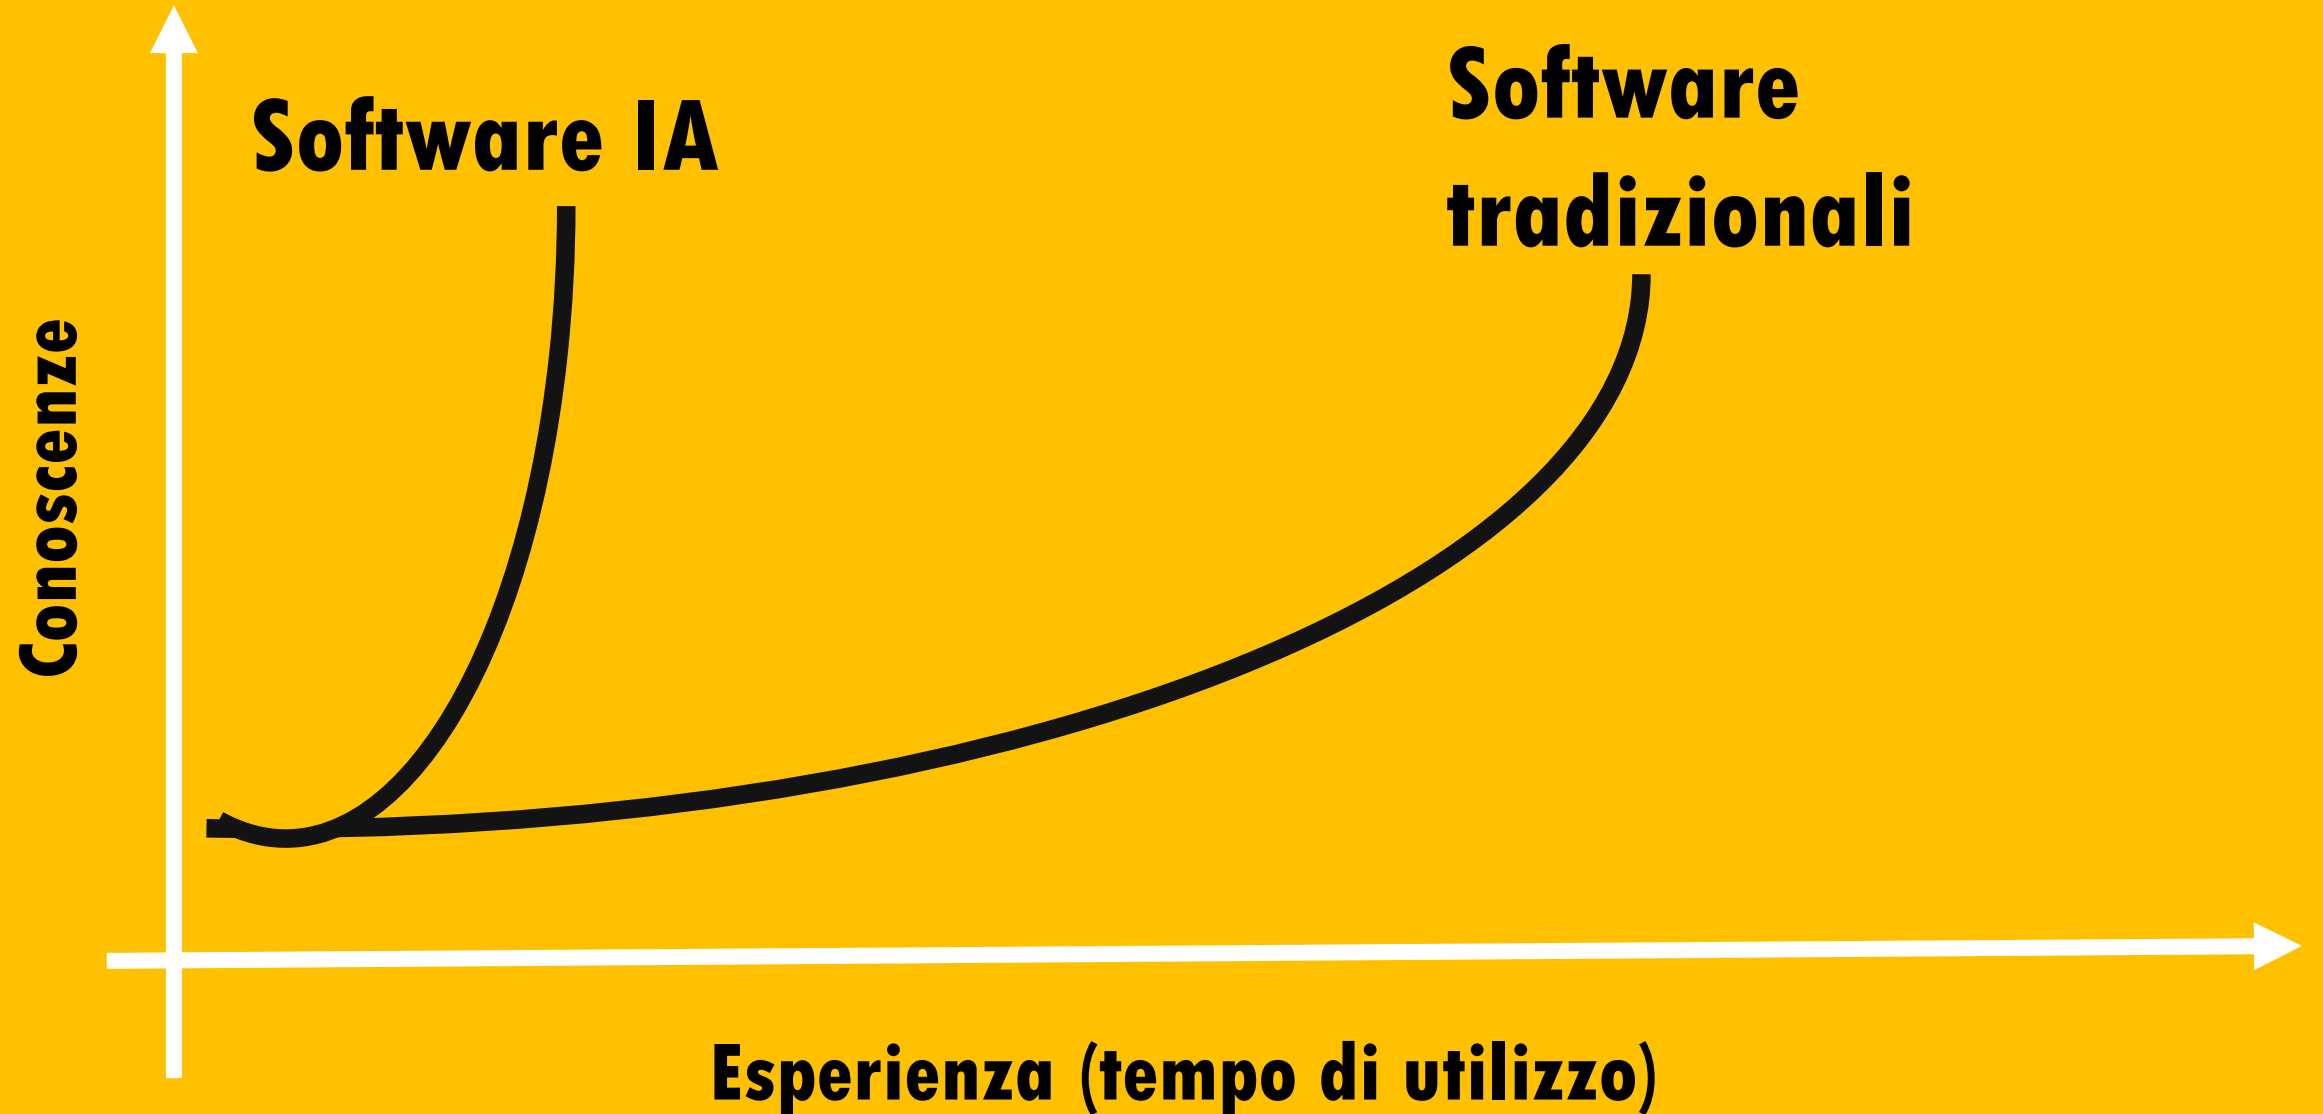 Software IA
Software
tradizionali
Conoscenze
Esperienza (tempo di utilizzo)